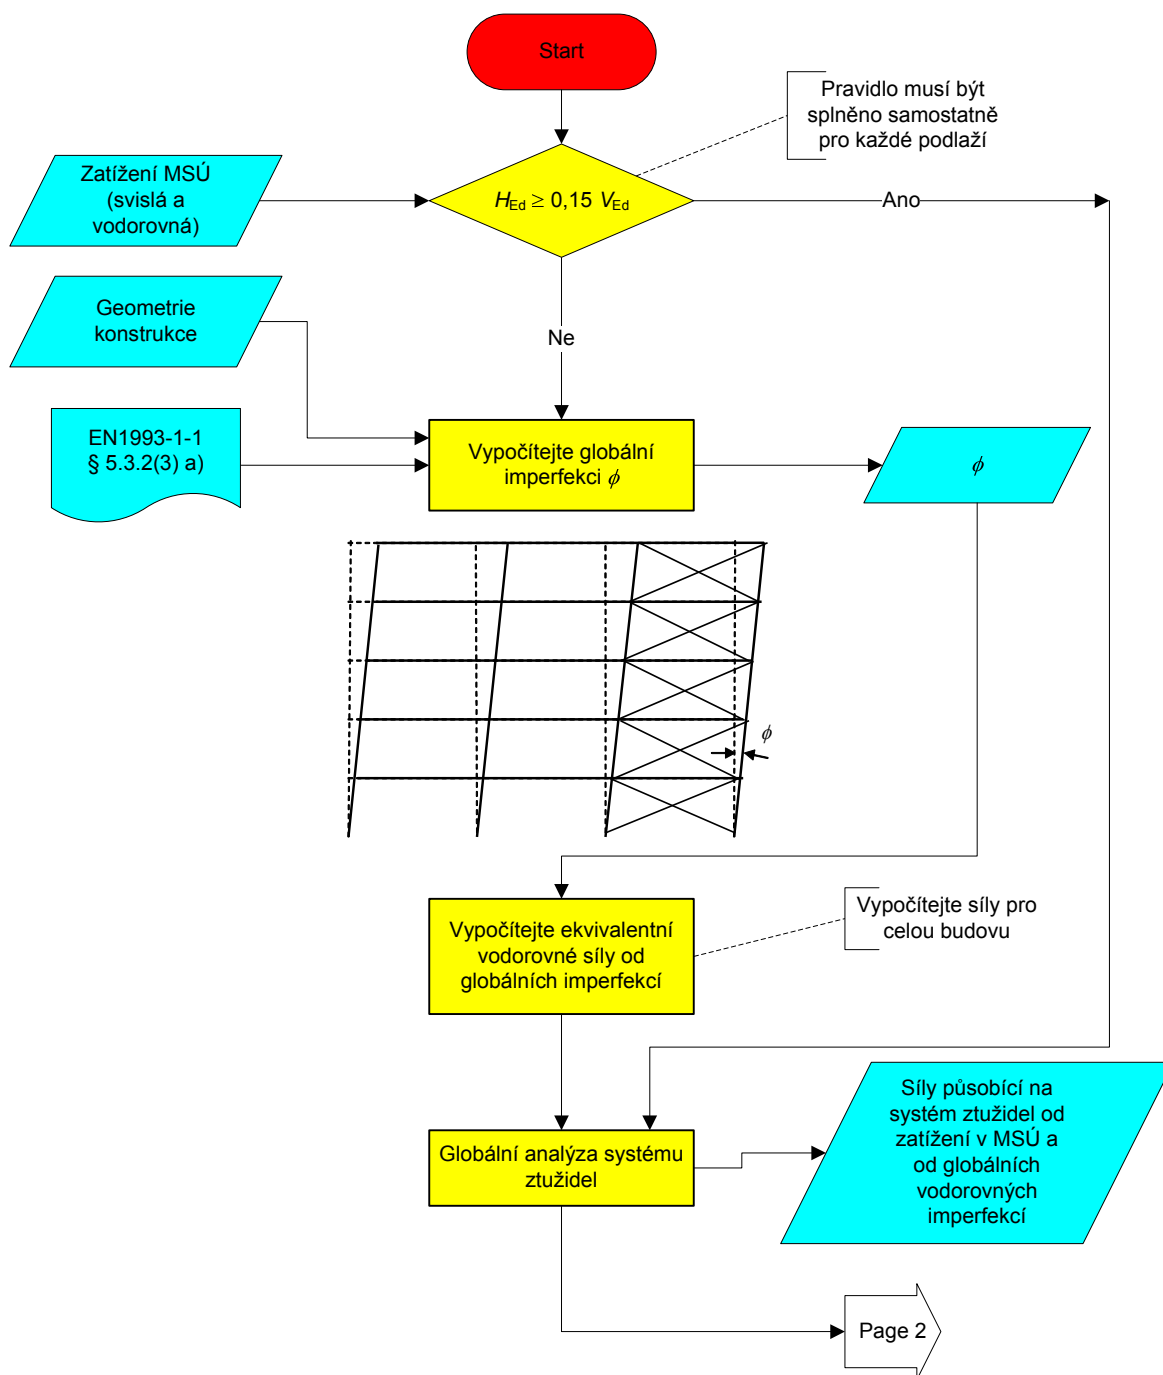 Start
Pravidlo musí být
splněno samostatně
pro každé podlaží
Zatížení MSÚ
(svislá a
vodorovná)
H_Ed ≥ 0,15 V_Ed
Ano
Geometrie
konstrukce
Ne
EN1993-1-1
§ 5.3.2(3) a)
Vypočítejte globální
imperfekci ϕ
ϕ
ϕ
Vypočítejte ekvivalentní
vodorovné síly od
globálních imperfekcí
Vypočítejte síly pro
celou budovu
Globální analýza systému
ztužidel
Síly působící na
systém ztužidel od
zatížení v MSÚ a
od globálních
vodorovných
imperfekcí
Page 2